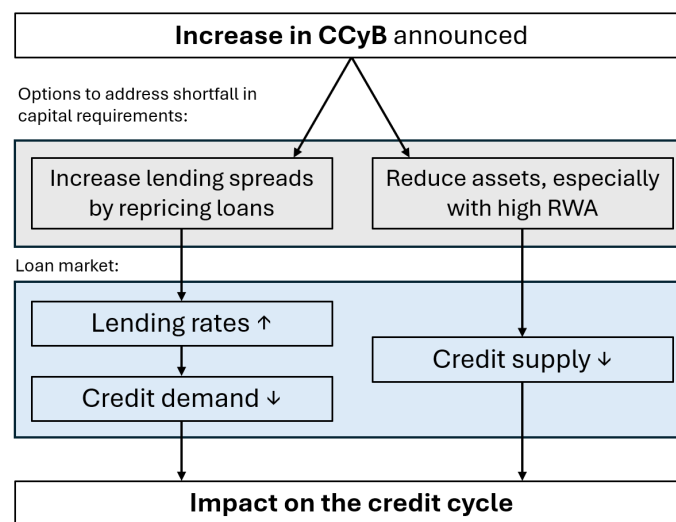 Increase in CCyB announced
Options to address shortfall in
capital requirements:
Increase lending spreads
by repricing loans
Reduce assets, especially
with high RWA
Loan market:
Lending rates ↑
Credit demand ↓
Credit supply ↓
Impact on the credit cycle